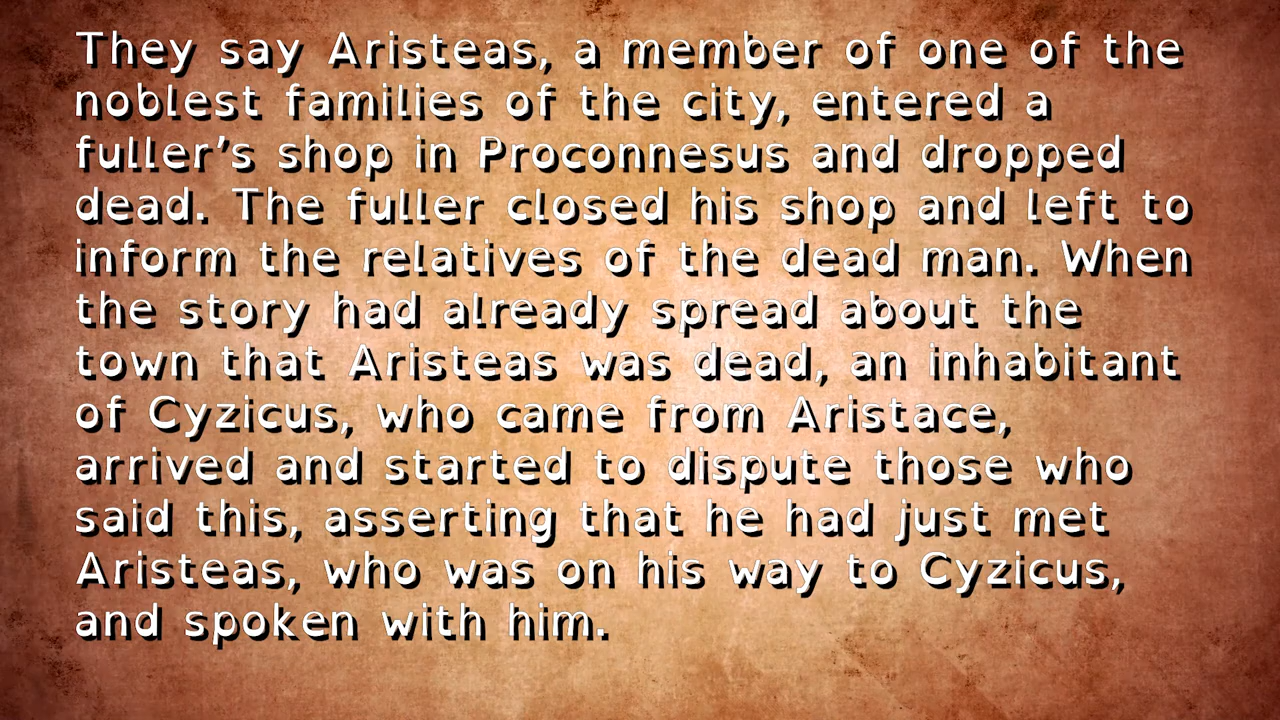 They say Aristeas, a member of one of the
noblest families of the city, entered a
fuller’s shop in Proconnesus and dropped
dead. The fuller closed his shop and left to
inform the relatives of the dead man. When
the story had already spread about the
town that Aristeas was dead, an inhabitant
of Cyzicus, who came from Aristace,
arrived and started to dispute those who
said this, asserting that he had just met
Aristeas, who was on his way to Cyzicus,
and spoken with him.